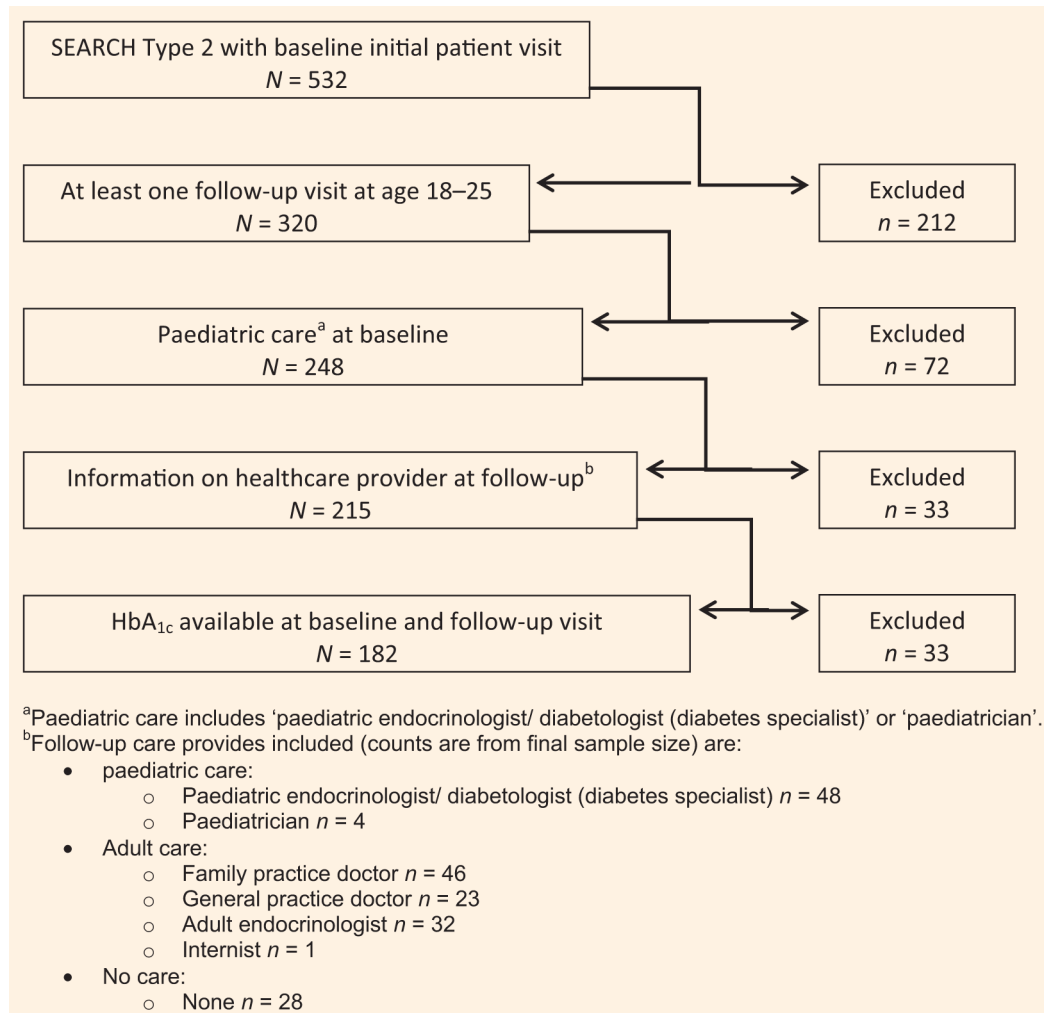 SEARCH Type 2 with baseline initial patient visit
N = 532
At least one follow-up visit at age 18–25
N = 320
Excluded
n = 212
Paediatric careᵃ at baseline
N = 248
Excluded
n = 72
Information on healthcare provider at follow-upᵇ
N = 215
Excluded
n = 33
HbA₁c available at baseline and follow-up visit
N = 182
Excluded
n = 33
ᵃPaediatric care includes ‘paediatric endocrinologist/ diabetologist (diabetes specialist)’ or ‘paediatrician’.
ᵇFollow-up care provides included (counts are from final sample size) are:
• paediatric care:
○ Paediatric endocrinologist/ diabetologist (diabetes specialist) n = 48
○ Paediatrician n = 4
• Adult care:
○ Family practice doctor n = 46
○ General practice doctor n = 23
○ Adult endocrinologist n = 32
○ Internist n = 1
• No care:
○ None n = 28